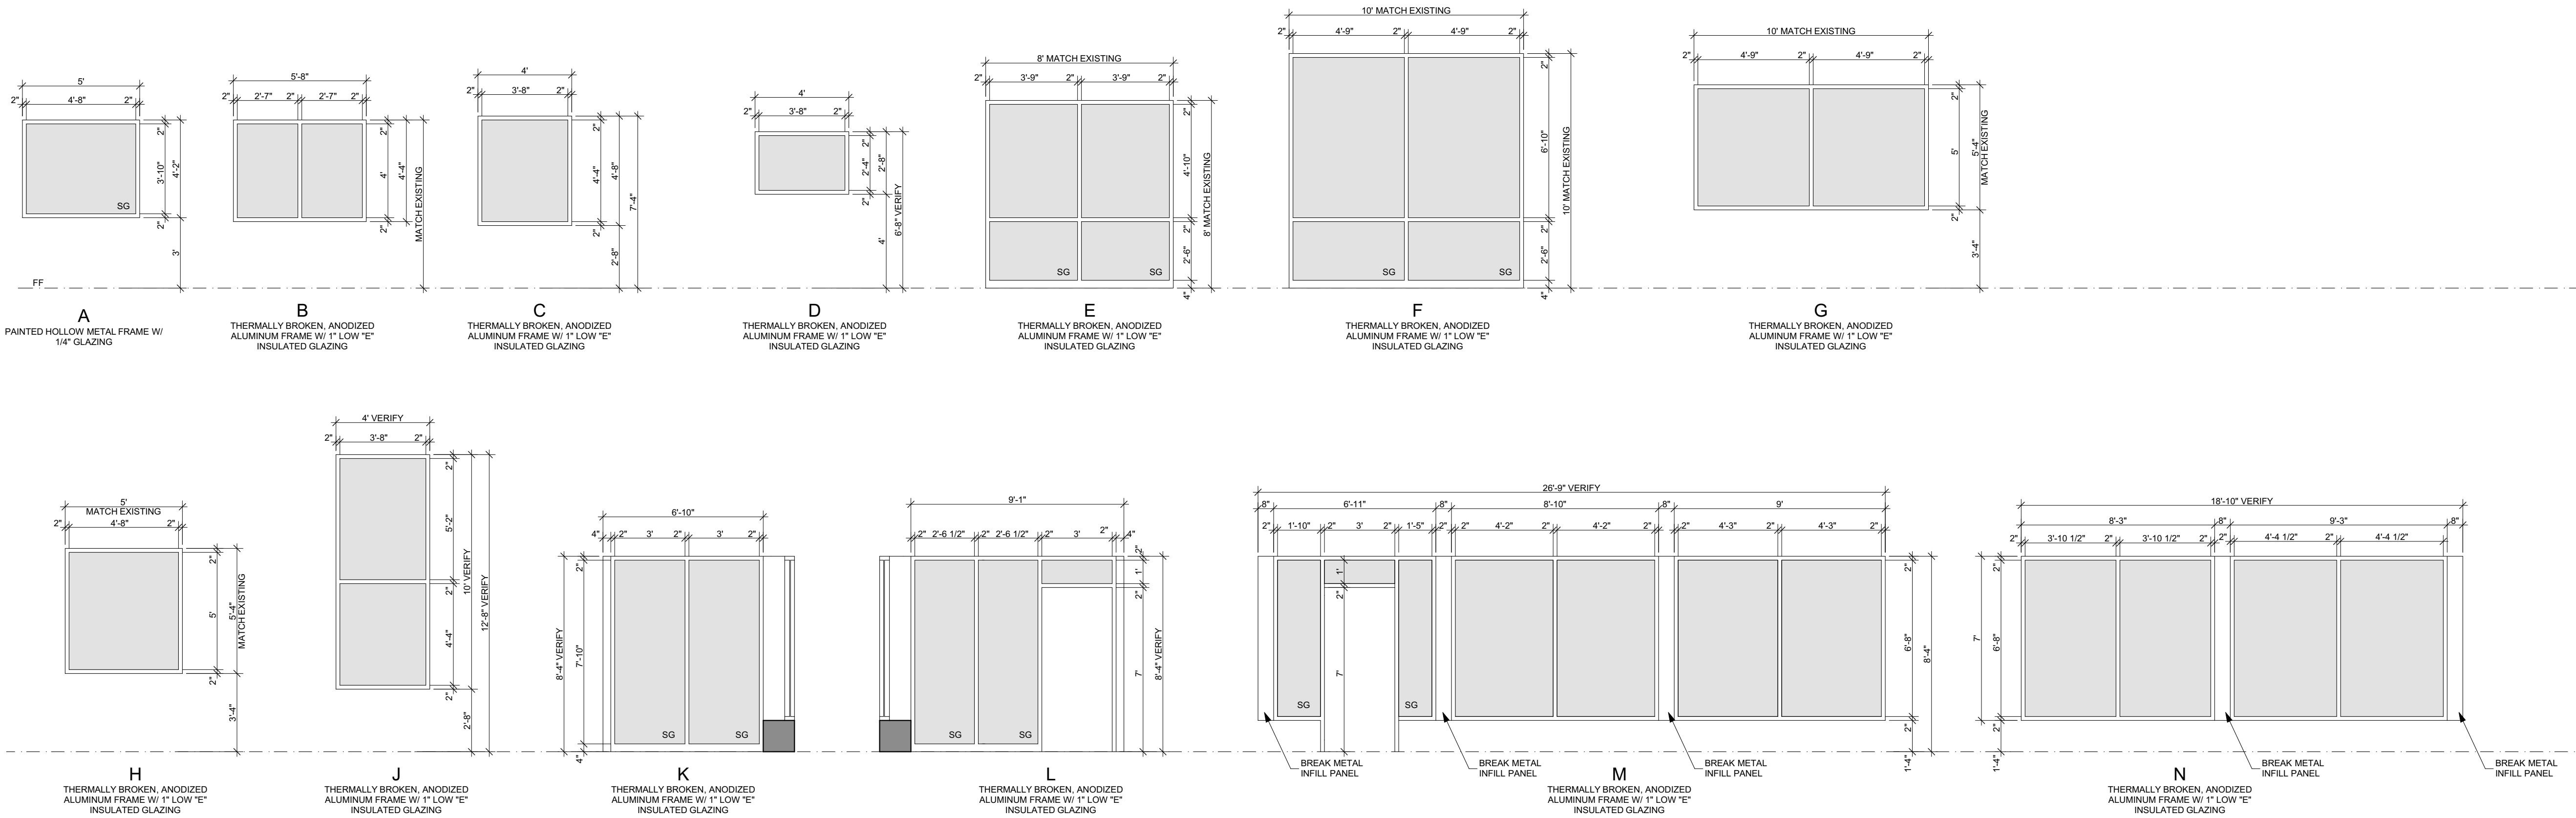 5'
2" 4'-8" 2"
2"
3'-10"
4'-2"
2"
3'
SG
FF
A
PAINTED HOLLOW METAL FRAME W/
1/4" GLAZING
5'-8"
2" 2'-7" 2" 2'-7" 2"
2"
4'
4'-4"
2"
MATCH EXISTING
B
THERMALLY BROKEN, ANODIZED
ALUMINUM FRAME W/ 1" LOW "E"
INSULATED GLAZING
4'
2" 3'-8" 2"
2"
4'-4"
4'-8"
7'-4"
2"
2'-8"
C
THERMALLY BROKEN, ANODIZED
ALUMINUM FRAME W/ 1" LOW "E"
INSULATED GLAZING
4'
2" 3'-8" 2"
2"
2'-4"
2'-8"
2"
4'
6'-8" VERIFY
D
THERMALLY BROKEN, ANODIZED
ALUMINUM FRAME W/ 1" LOW "E"
INSULATED GLAZING
8' MATCH EXISTING
2" 3'-9" 2" 3'-9" 2"
2"
4'-10"
2"
2'-6"
4"
8' MATCH EXISTING
SG SG
E
THERMALLY BROKEN, ANODIZED
ALUMINUM FRAME W/ 1" LOW "E"
INSULATED GLAZING
10' MATCH EXISTING
2" 4'-9" 2" 4'-9" 2"
2"
6'-10"
2"
2'-6"
4"
10' MATCH EXISTING
SG SG
F
THERMALLY BROKEN, ANODIZED
ALUMINUM FRAME W/ 1" LOW "E"
INSULATED GLAZING
10' MATCH EXISTING
2" 4'-9" 2" 4'-9" 2"
2"
5'
2"
5'-4"
MATCH EXISTING
3'-4"
G
THERMALLY BROKEN, ANODIZED
ALUMINUM FRAME W/ 1" LOW "E"
INSULATED GLAZING
5'
MATCH EXISTING
2" 4'-8" 2"
2"
5'
2"
5'-4"
MATCH EXISTING
3'-4"
H
THERMALLY BROKEN, ANODIZED
ALUMINUM FRAME W/ 1" LOW "E"
INSULATED GLAZING
4' VERIFY
2" 3'-8" 2"
2"
5'-2"
2"
4'-4"
2"
10' VERIFY
12'-8" VERIFY
2'-8"
J
THERMALLY BROKEN, ANODIZED
ALUMINUM FRAME W/ 1" LOW "E"
INSULATED GLAZING
6'-10"
4" 2" 3' 2" 3' 2"
2"
7'-10"
4"
8'-4" VERIFY
SG SG
K
THERMALLY BROKEN, ANODIZED
ALUMINUM FRAME W/ 1" LOW "E"
INSULATED GLAZING
9'-1"
2" 2'-6 1/2" 2" 2'-6 1/2" 2" 3' 2" 4"
2"
1'
2"
7'
8'-4" VERIFY
SG SG
L
THERMALLY BROKEN, ANODIZED
ALUMINUM FRAME W/ 1" LOW "E"
INSULATED GLAZING
26'-9" VERIFY
8" 6'-11" 8" 8'-10" 8" 9'
2" 1'-10" 2" 3' 2" 1'-5" 2" 2" 4'-2" 2" 4'-2" 2" 2" 4'-3" 2" 4'-3" 2"
1'
2"
7'
2"
6'-8"
2"
1'-4"
8'-4"
SG SG
BREAK METAL
INFILL PANEL
BREAK METAL
INFILL PANEL
BREAK METAL
INFILL PANEL
M
THERMALLY BROKEN, ANODIZED
ALUMINUM FRAME W/ 1" LOW "E"
INSULATED GLAZING
18'-10" VERIFY
8'-3" 8" 9'-3" 8"
2" 3'-10 1/2" 2" 3'-10 1/2" 2" 2" 4'-4 1/2" 2" 4'-4 1/2" 2"
2"
6'-8"
7'
2"
1'-4"
BREAK METAL
INFILL PANEL
BREAK METAL
INFILL PANEL
N
THERMALLY BROKEN, ANODIZED
ALUMINUM FRAME W/ 1" LOW "E"
INSULATED GLAZING